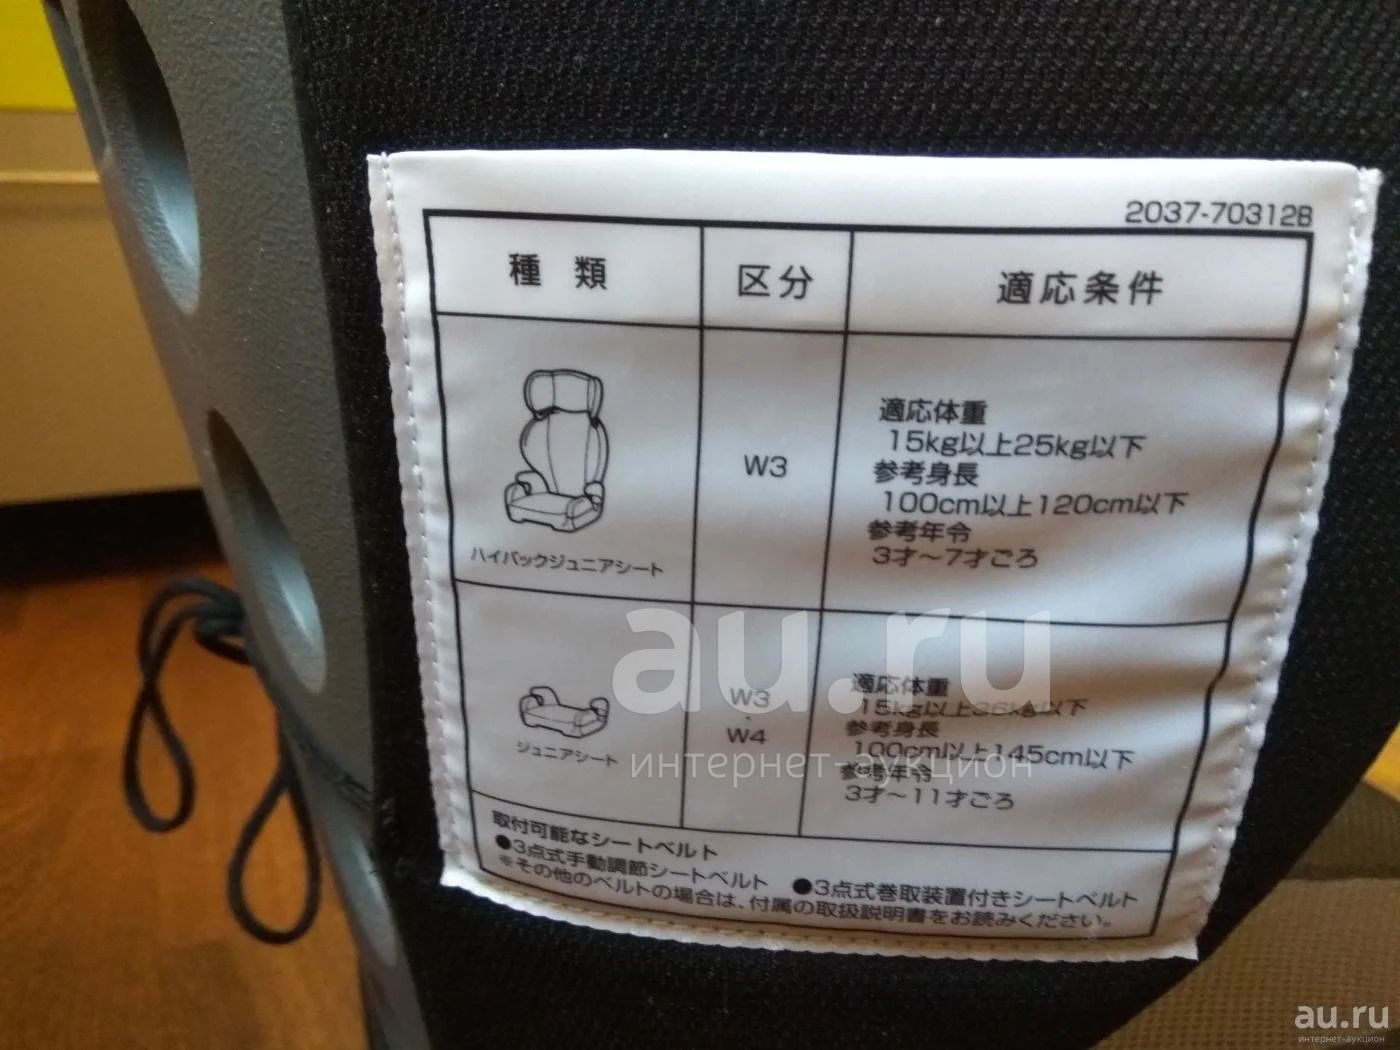 2037-70312B
種 類
区分
適応条件
ハイバックジュニアシート
W3
適応体重
15kg以上25kg以下
参考身長
100cm以上120cm以下
参考年令
3才〜7才ごろ
ジュニアシート
W3
・
W4
適応体重
15kg以上36kg以下
参考身長
100cm以上145cm以下
参考年令
3才〜11才ごろ
取付可能なシートベルト
●3点式手動調節シートベルト ●3点式巻取装置付きシートベルト
※その他のベルトの場合は、付属の取扱説明書をお読みください。
au.ru
интернет-аукцион
au.ru
интернет-аукцион